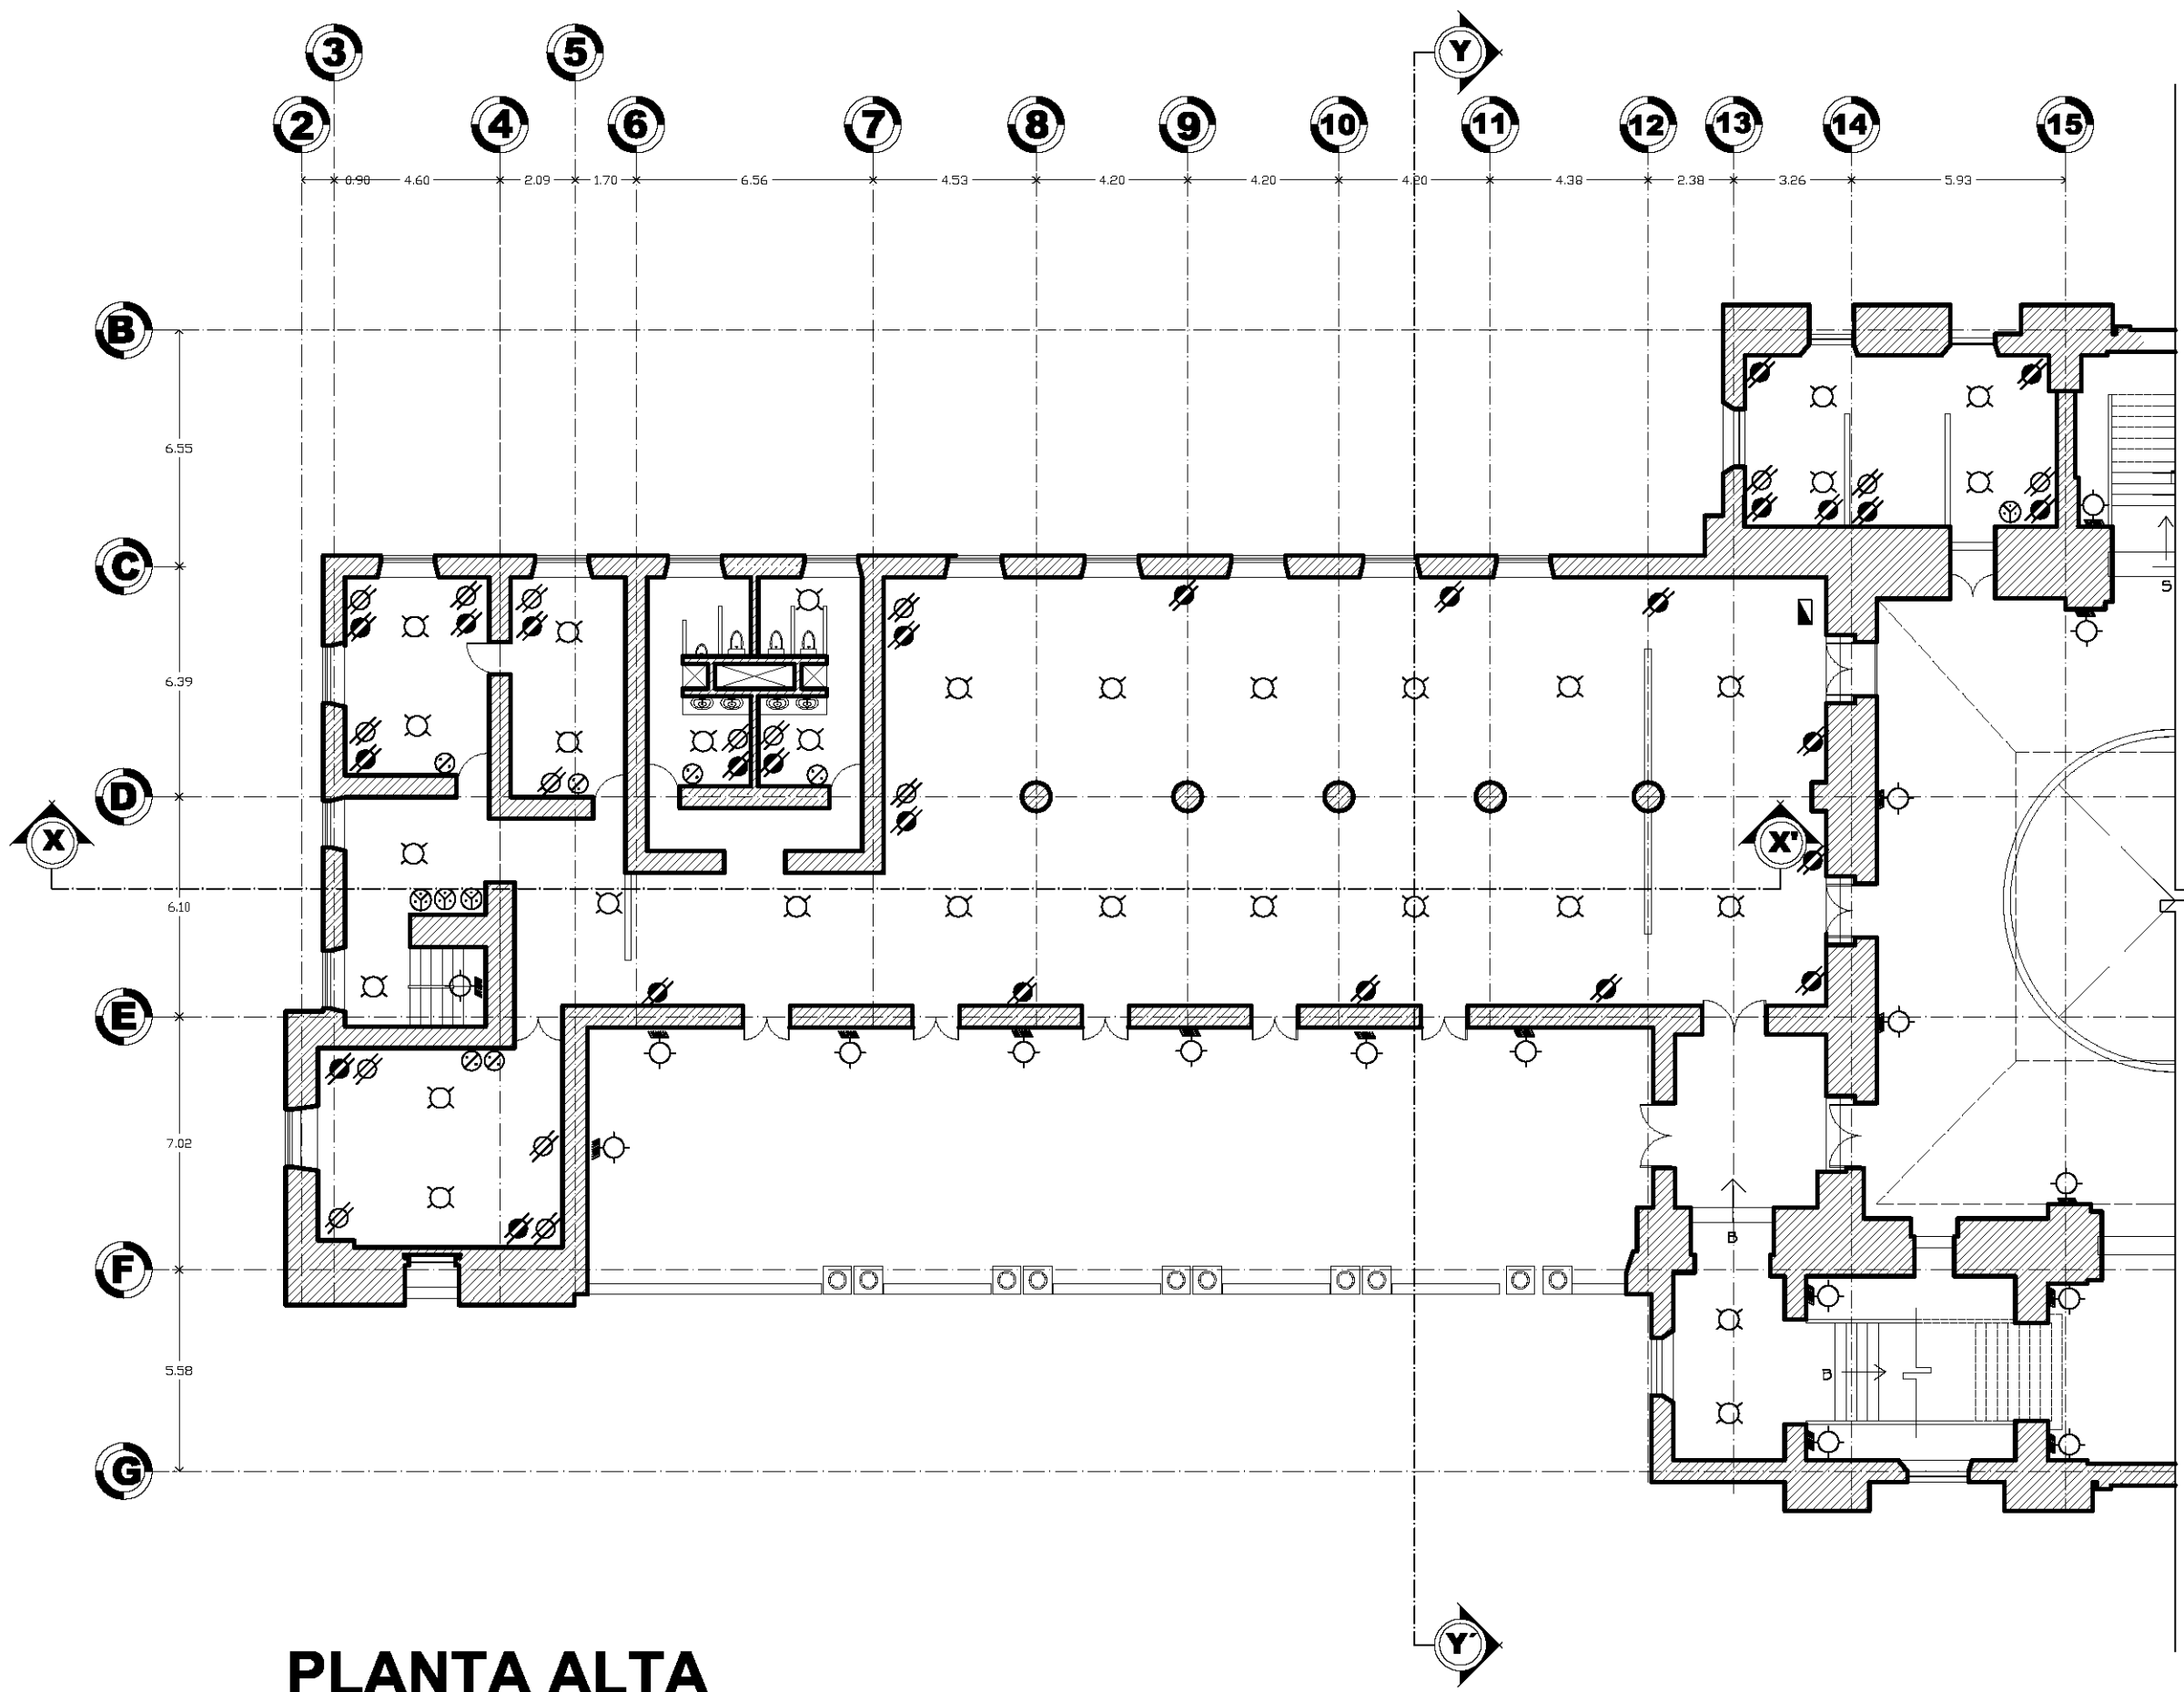 3 5 Y
2 4 6 7 8 9 10 11 12 13 14 15
0.90 4.60 2.09 1.70 6.56 4.53 4.20 4.20 4.20 4.38 2.38 3.26 5.93
B
6.55
C
S
6.39
D
X X'
6.10
E
7.02
B
F
B
5.58
G
Y´
PLANTA ALTA